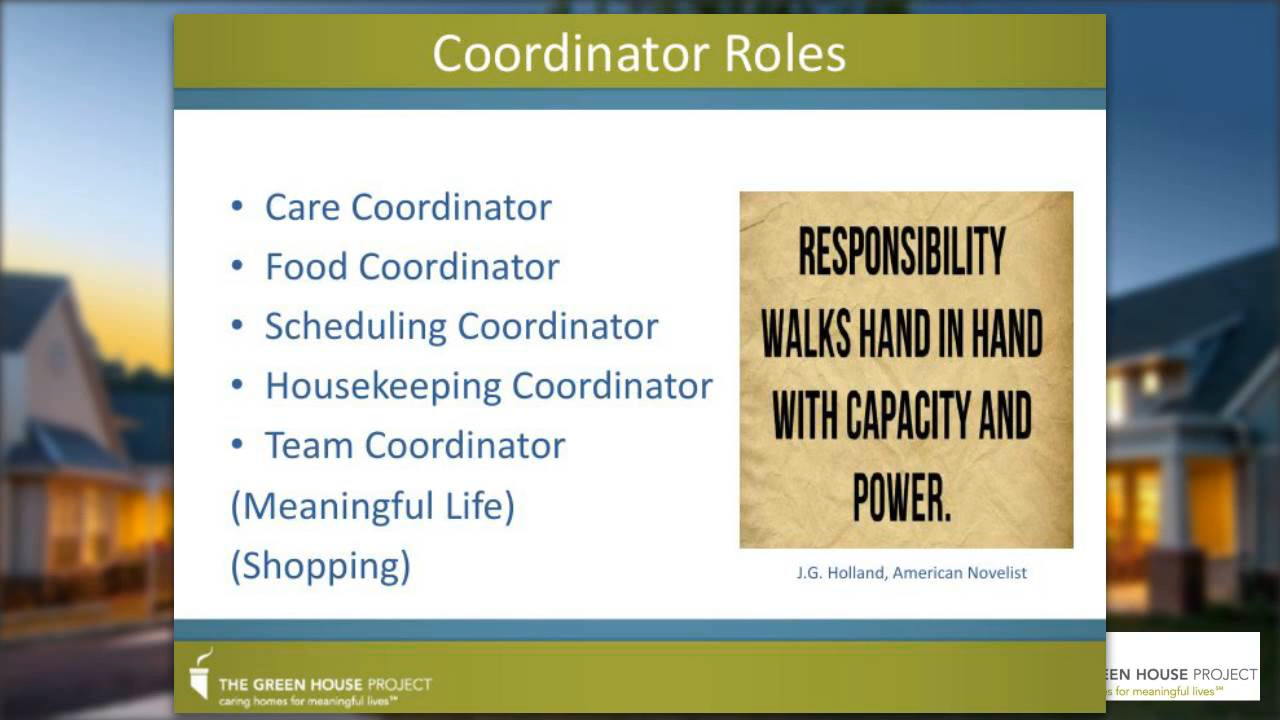 Coordinator Roles
• Care Coordinator
• Food Coordinator
• Scheduling Coordinator
• Housekeeping Coordinator
• Team Coordinator
(Meaningful Life)
(Shopping)
RESPONSIBILITY
WALKS HAND IN HAND
WITH CAPACITY AND
POWER.
J.G. Holland, American Novelist
THE GREEN HOUSE PROJECT
caring homes for meaningful lives℠
EEN HOUSE PROJECT
s for meaningful lives℠